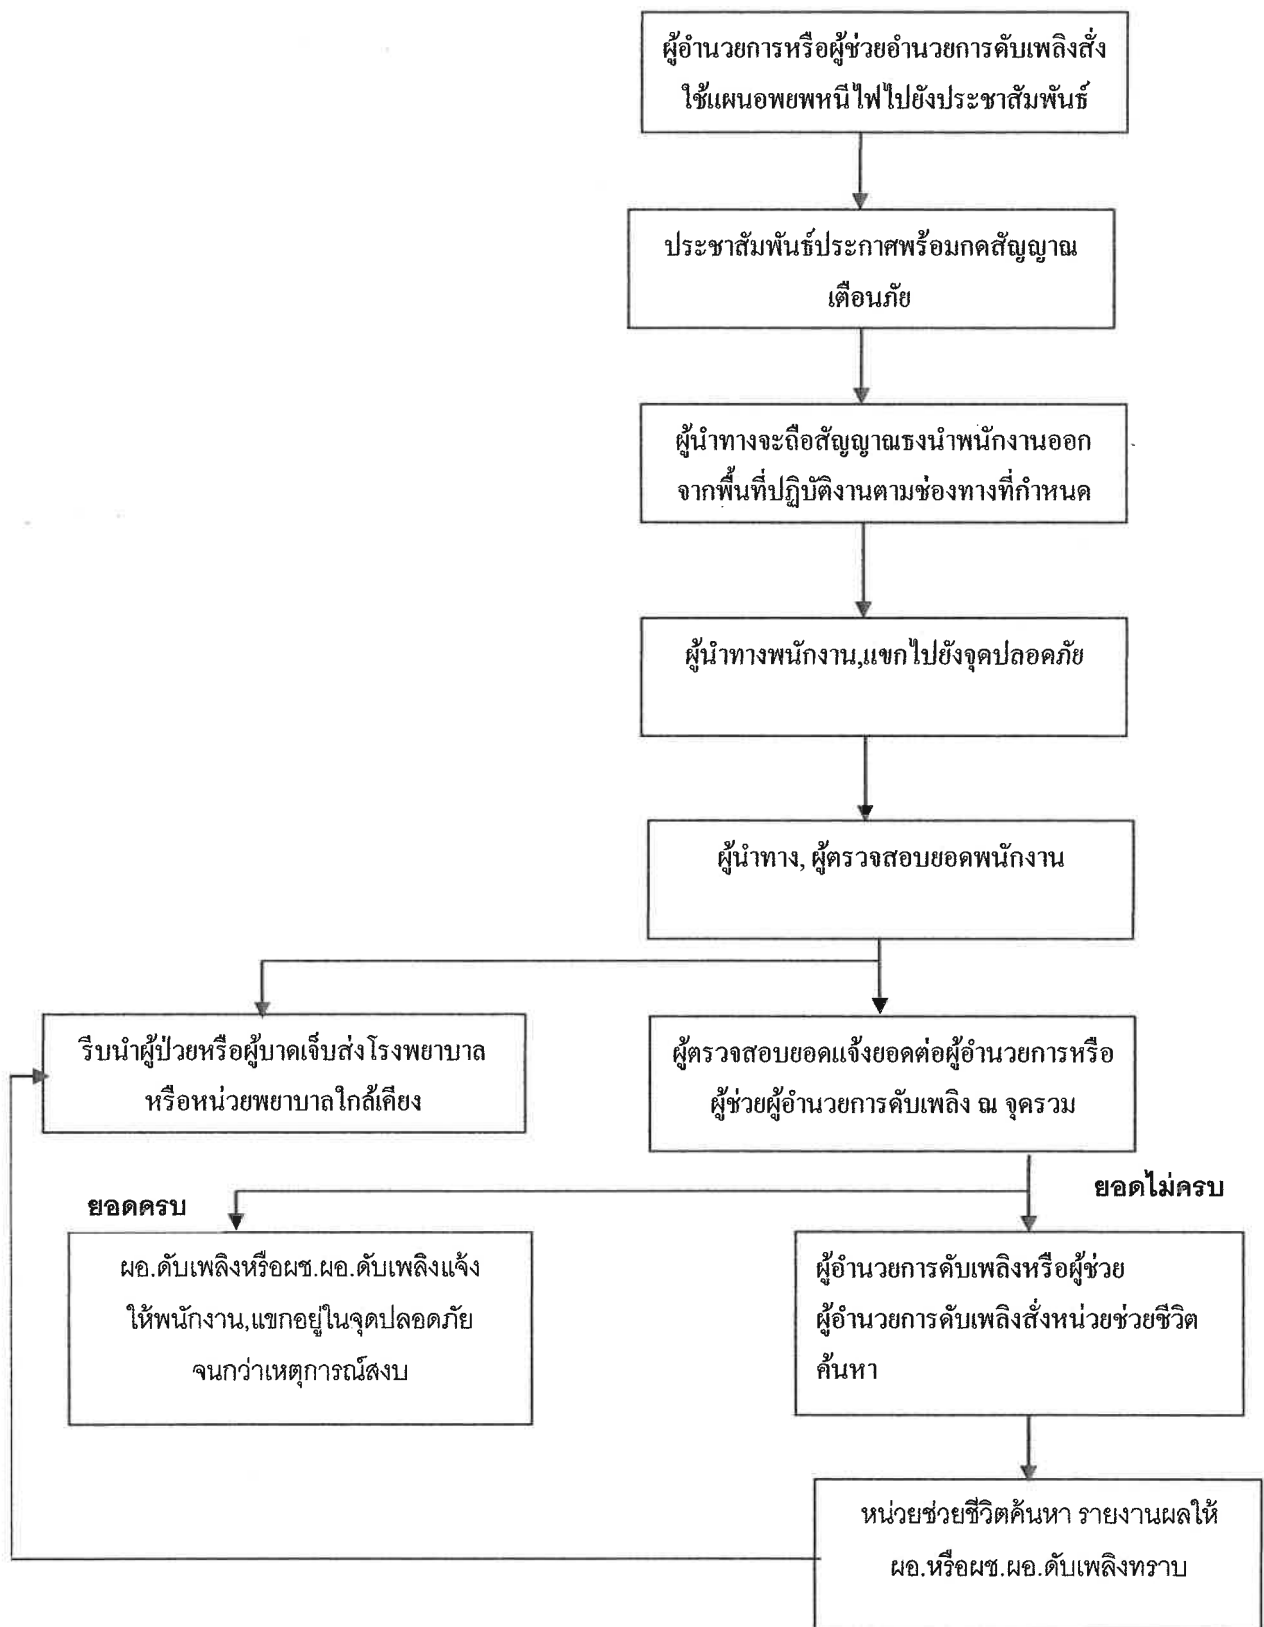 ผู้อำนวยการหรือผู้ช่วยอำนวยการดับเพลิงสั่ง
ใช้แผนอพยพหนีไฟไปยังประชาสัมพันธ์
ประชาสัมพันธ์ประกาศพร้อมกดสัญญาณ
เตือนภัย
ผู้นำทางจะถือสัญญาณธงนำพนักงานออก
จากพื้นที่ปฏิบัติงานตามช่องทางที่กำหนด
ผู้นำทางพนักงาน,แขกไปยังจุดปลอดภัย
ผู้นำทาง, ผู้ตรวจสอบยอดพนักงาน
รีบนำผู้ป่วยหรือผู้บาดเจ็บส่งโรงพยาบาล
หรือหน่วยพยาบาลใกล้เคียง
ผู้ตรวจสอบยอดแจ้งยอดต่อผู้อำนวยการหรือ
ผู้ช่วยผู้อำนวยการดับเพลิง ณ จุดรวม
ยอดครบ
ยอดไม่ครบ
ผอ.ดับเพลิงหรือผช.ผอ.ดับเพลิงแจ้ง
ให้พนักงาน,แขกอยู่ในจุดปลอดภัย
จนกว่าเหตุการณ์สงบ
ผู้อำนวยการดับเพลิงหรือผู้ช่วย
ผู้อำนวยการดับเพลิงสั่งหน่วยช่วยชีวิต
ค้นหา
หน่วยช่วยชีวิตค้นหา รายงานผลให้
ผอ.หรือผช.ผอ.ดับเพลิงทราบ